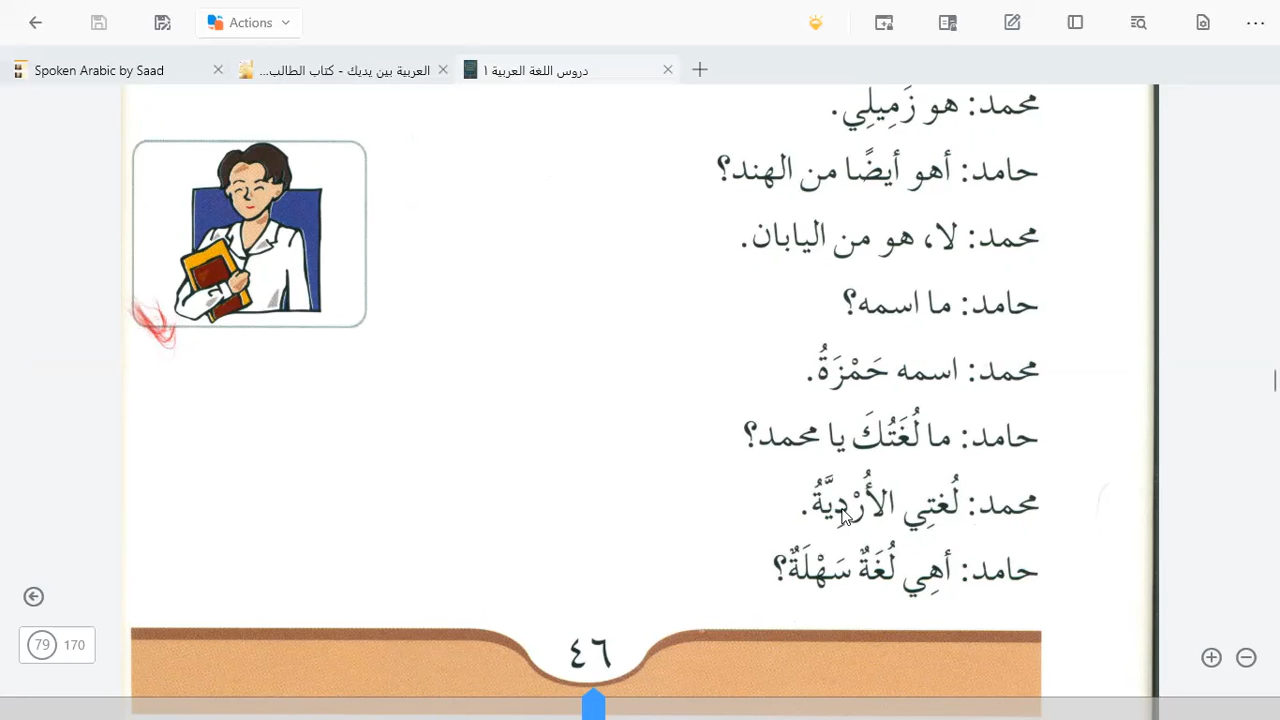 Actions
Spoken Arabic by Saad
العربية بين يديك - كتاب الطالب...
دروس اللغة العربية ١
محمد: هو زَمِيلِي.
حامد: أهو أيضًا من الهند؟
محمد: لا، هو من اليابان.
حامد: ما اسمه؟
محمد: اسمه حَمْزَةُ.
حامد: ما لُغَتُكَ يا محمد؟
محمد: لُغتِي الأُرْدِيَّةُ.
حامد: أهِي لُغَةٌ سَهْلَةٌ؟
79 170
٤٦